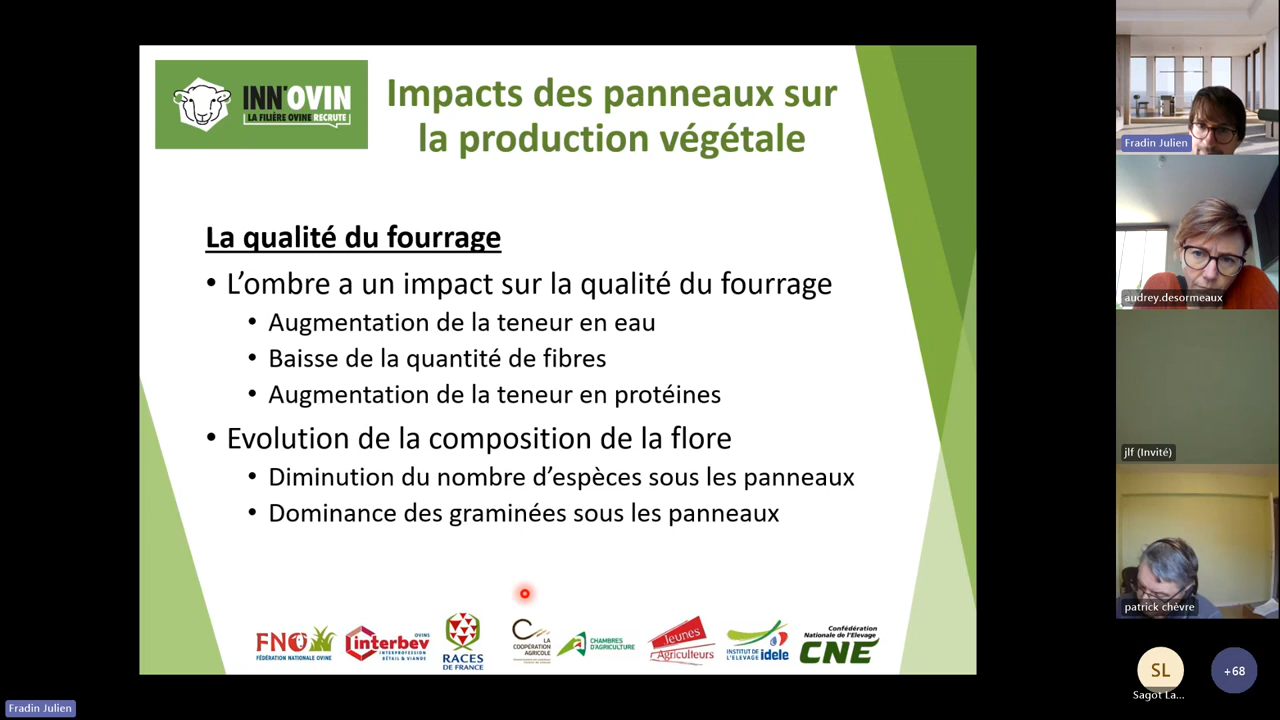 INN'OVIN
LA FILIÈRE OVINE RECRUTE
Impacts des panneaux sur
la production végétale
La qualité du fourrage
• L’ombre a un impact sur la qualité du fourrage
• Augmentation de la teneur en eau
• Baisse de la quantité de fibres
• Augmentation de la teneur en protéines
• Evolution de la composition de la flore
• Diminution du nombre d’espèces sous les panneaux
• Dominance des graminées sous les panneaux
FNO
FÉDÉRATION NATIONALE OVINE
OVINS
interbev
INTERPROFESSION
BÉTAIL & VIANDE
RACES
DE FRANCE
LA
COOPÉRATION
AGRICOLE
CHAMBRES
D'AGRICULTURE
Jeunes
Agriculteurs
INSTITUT DE
L'ELEVAGE idele
Confédération
Nationale de l'Elevage
CNE
Fradin Julien
audrey.desormeaux
jlf (Invité)
patrick chèvre
SL
Sagot La...
+68
Fradin Julien